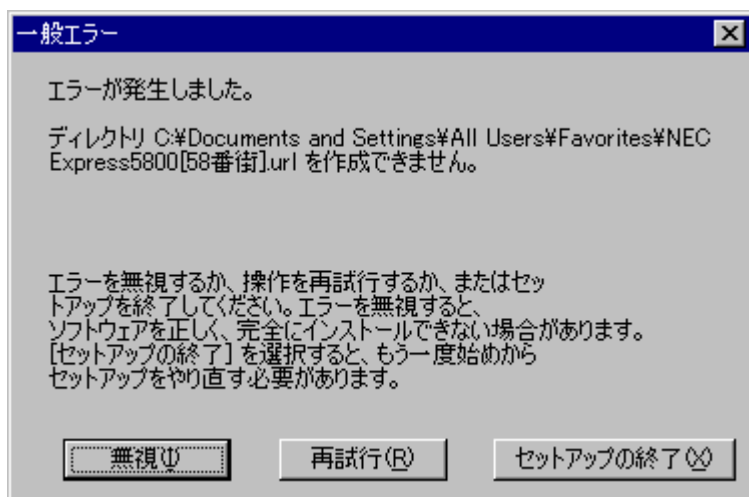 一般エラー
エラーが発生しました。
ディレクトリ C:¥Documents and Settings¥All Users¥Favorites¥NEC
Express5800[58番街].url を作成できません。
エラーを無視するか、操作を再試行するか、またはセッ
トアップを終了してください。エラーを無視すると、
ソフトウェアを正しく、完全にインストールできない場合があります。
[セットアップの終了] を選択すると、もう一度始めから
セットアップをやり直す必要があります。
無視(I) 再試行(R) セットアップの終了(X)